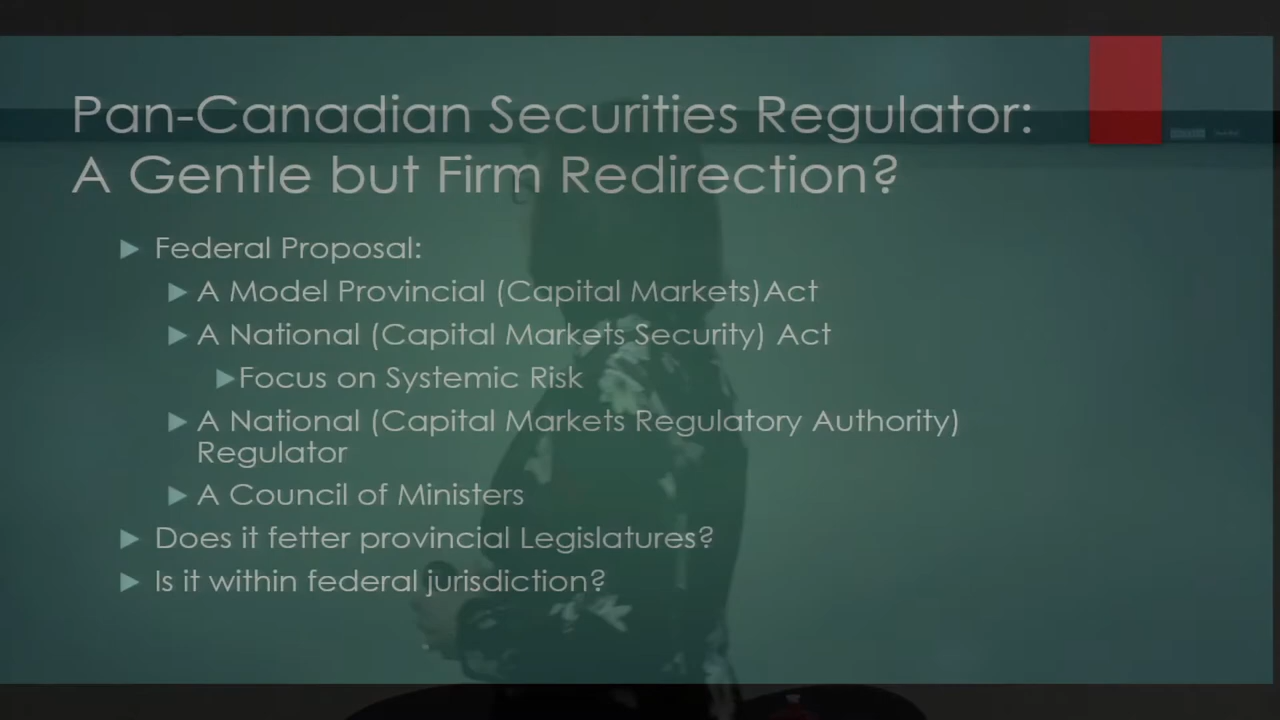 Pan-Canadian Securities Regulator:
A Gentle but Firm Redirection?
Federal Proposal:
A Model Provincial (Capital Markets)Act
A National (Capital Markets Security) Act
Focus on Systemic Risk
A National (Capital Markets Regulatory Authority)
Regulator
A Council of Ministers
Does it fetter provincial Legislatures?
Is it within federal jurisdiction?